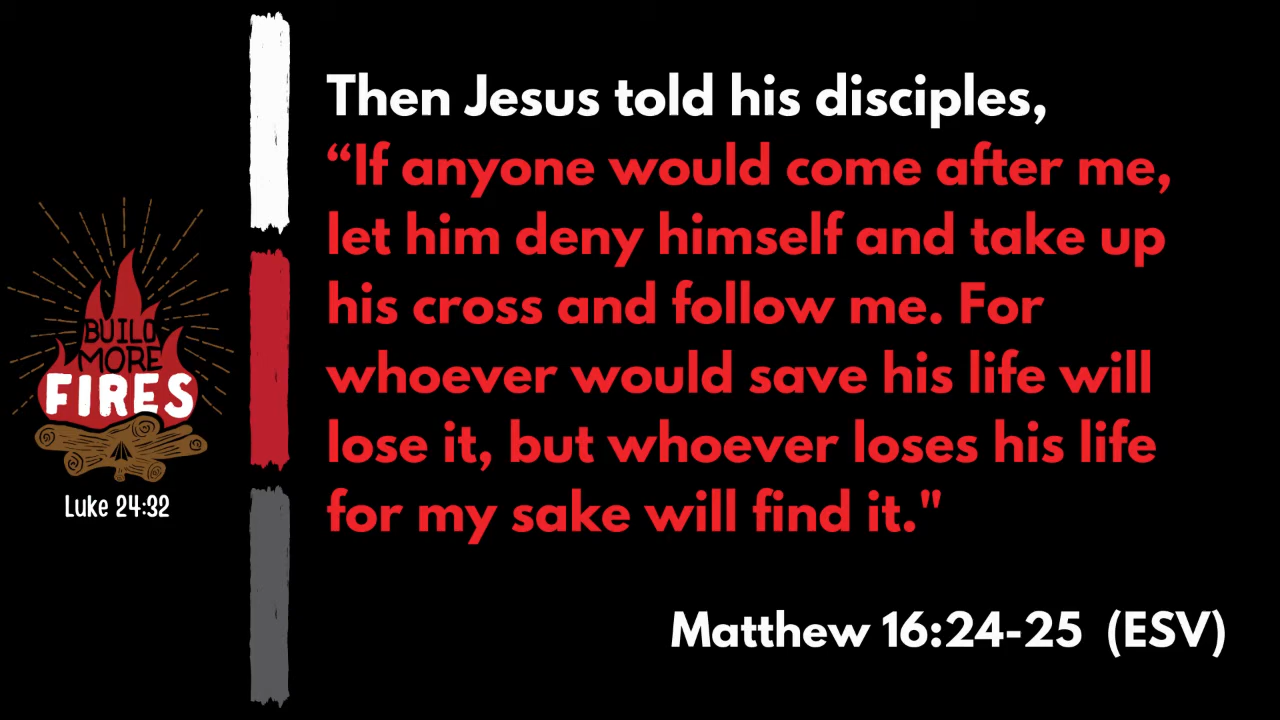 BUILD
MORE
FIRES
Luke 24:32
Then Jesus told his disciples,
“If anyone would come after me,
let him deny himself and take up
his cross and follow me. For
whoever would save his life will
lose it, but whoever loses his life
for my sake will find it."
Matthew 16:24-25 (ESV)